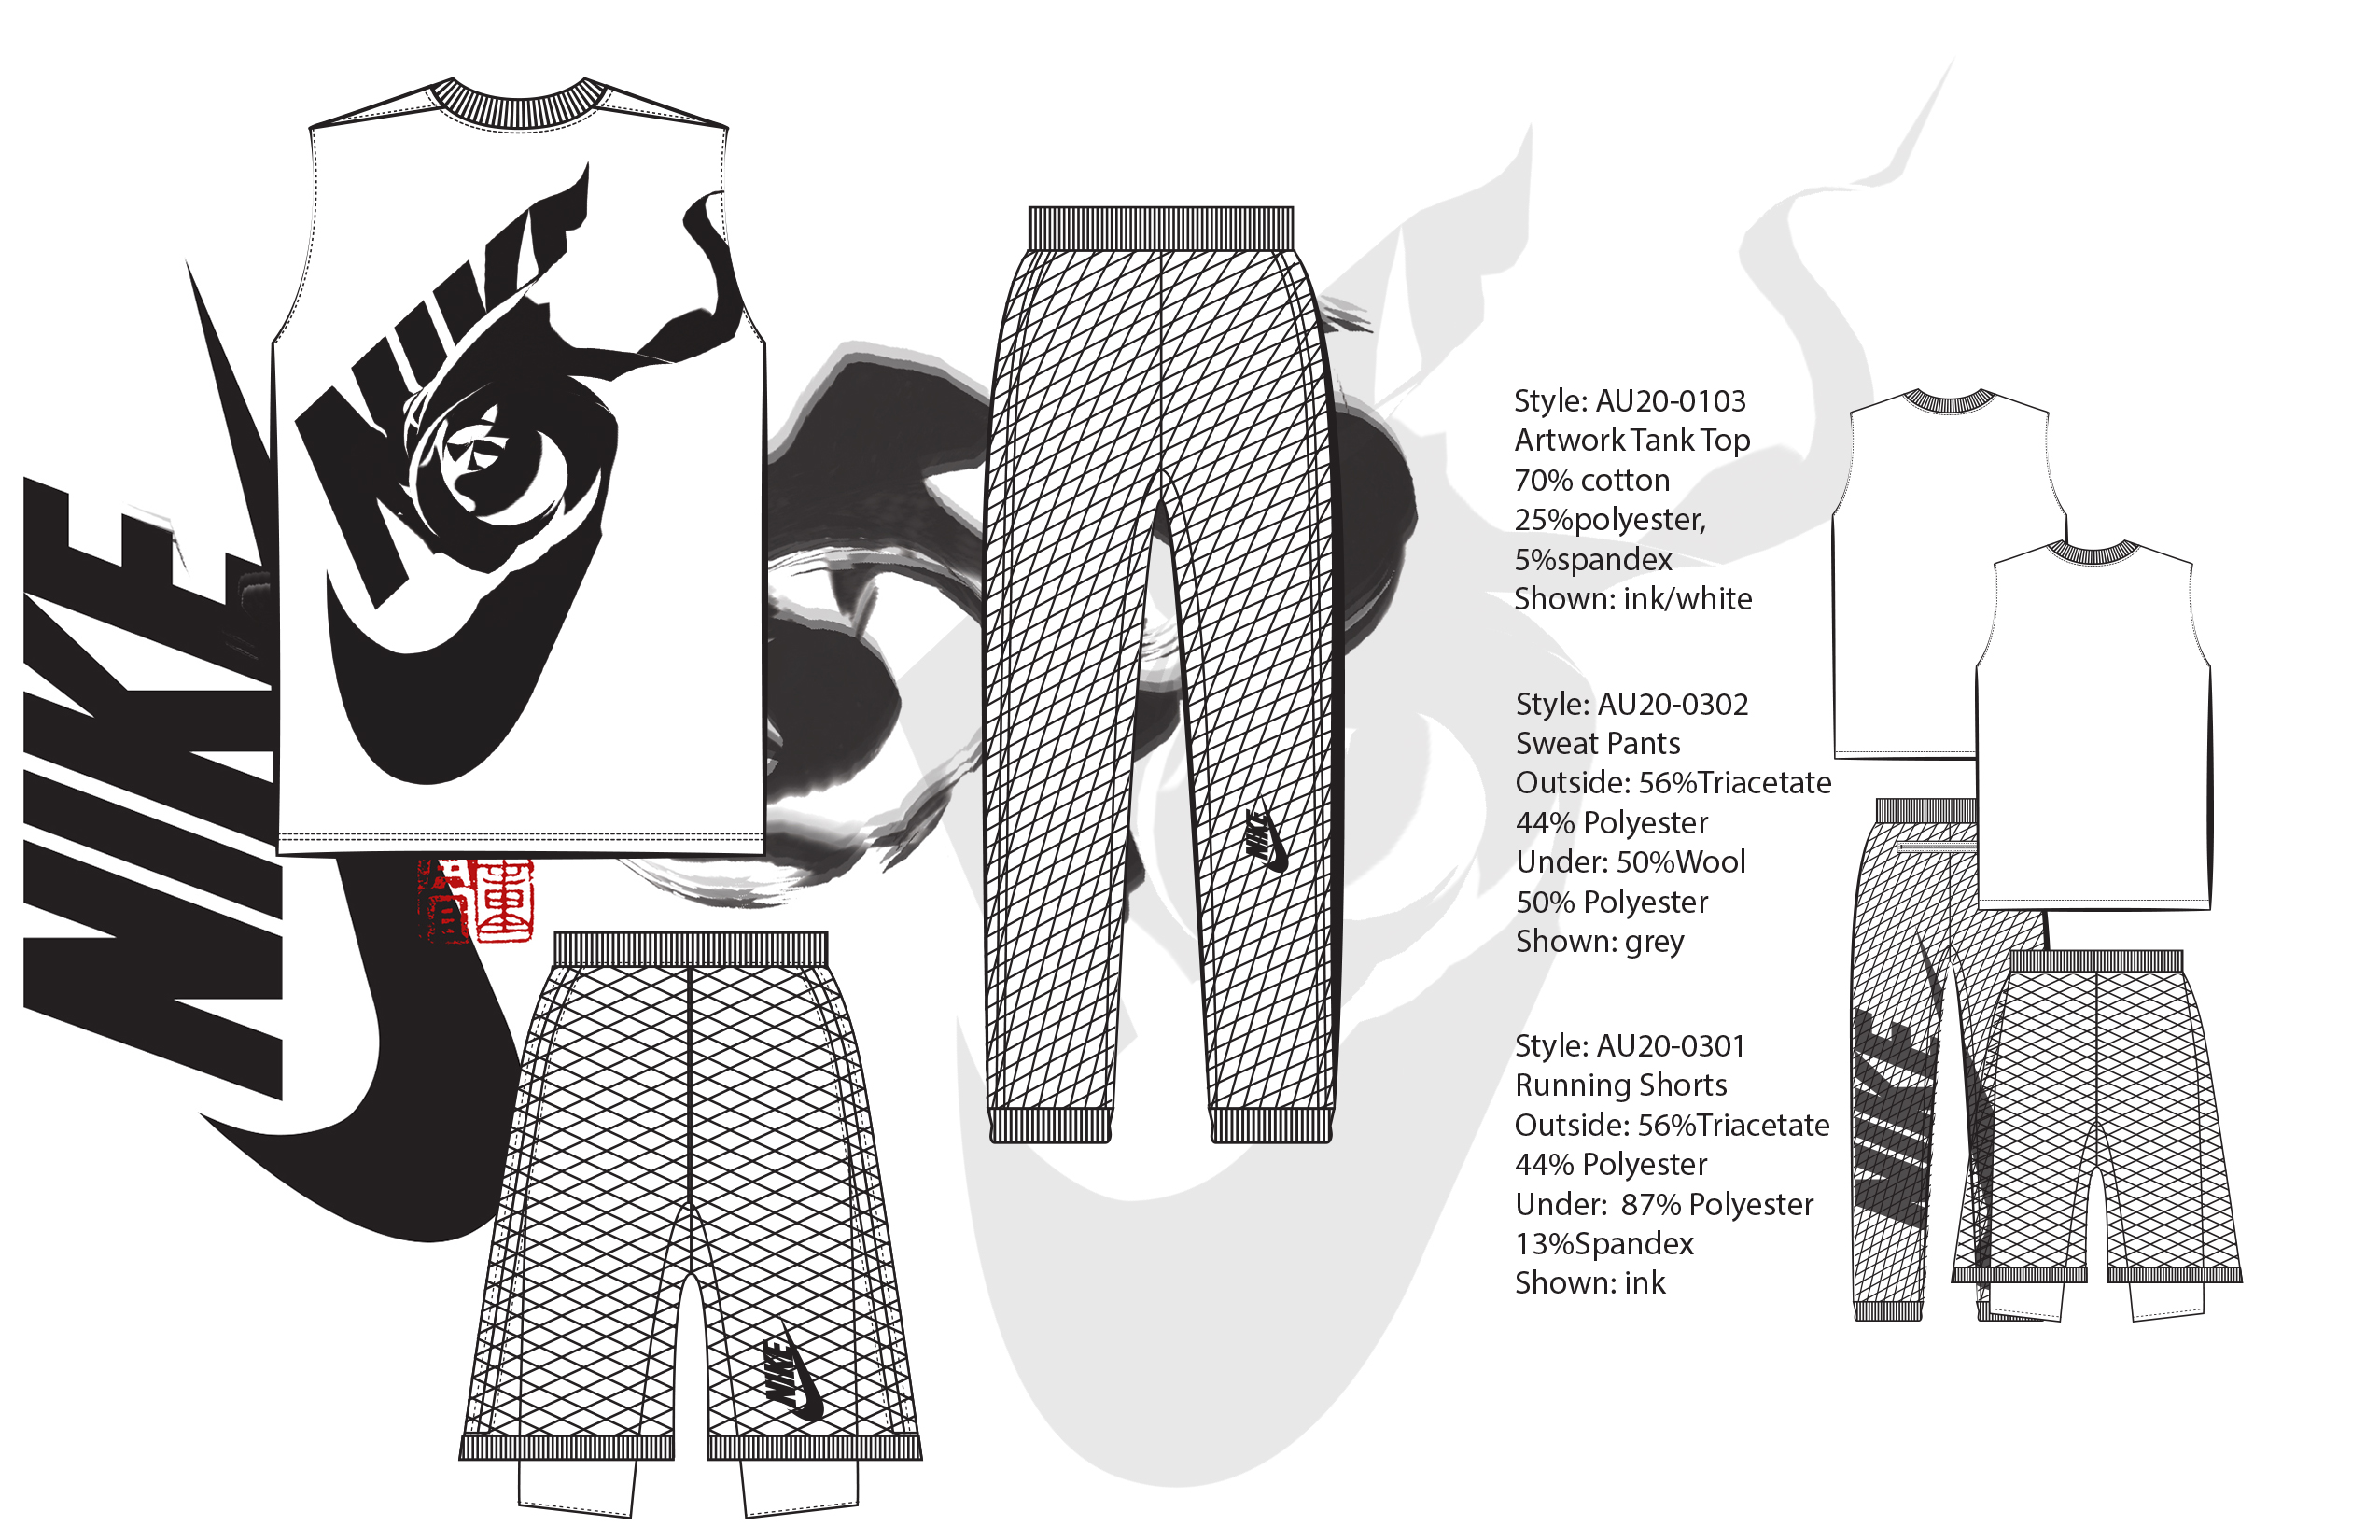 NIKE
NIKE
NIKE
NIKE
Style: AU20-0103
Artwork Tank Top
70% cotton
25%polyester,
5%spandex
Shown: ink/white
Style: AU20-0302
Sweat Pants
Outside: 56%Triacetate
44% Polyester
Under: 50%Wool
50% Polyester
Shown: grey
Style: AU20-0301
Running Shorts
Outside: 56%Triacetate
44% Polyester
Under:  87% Polyester
13%Spandex
Shown: ink
NIKE